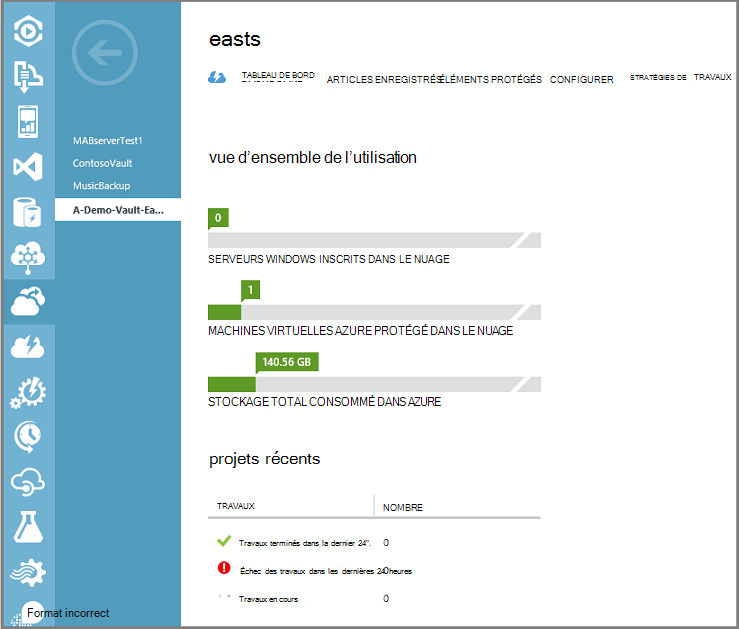 easts
TABLEAU DE BORD ARTICLES ENREGISTRÉS ÉLÉMENTS PROTÉGÉS CONFIGURER STRATÉGIES DE TRAVAUX
MABserverTest1
ContosoVault
MusicBackup
A-Demo-Vault-Ea...
vue d'ensemble de l'utilisation
0
SERVEURS WINDOWS INSCRITS DANS LE NUAGE
1
MACHINES VIRTUELLES AZURE PROTÉGÉ DANS LE NUAGE
140.56 GB
STOCKAGE TOTAL CONSOMMÉ DANS AZURE
projets récents
TRAVAUX NOMBRE
Travaux terminés dans la dernier 24". 0
Échec des travaux dans les dernières 24 heures 0
Travaux en cours 0
Format incorrect